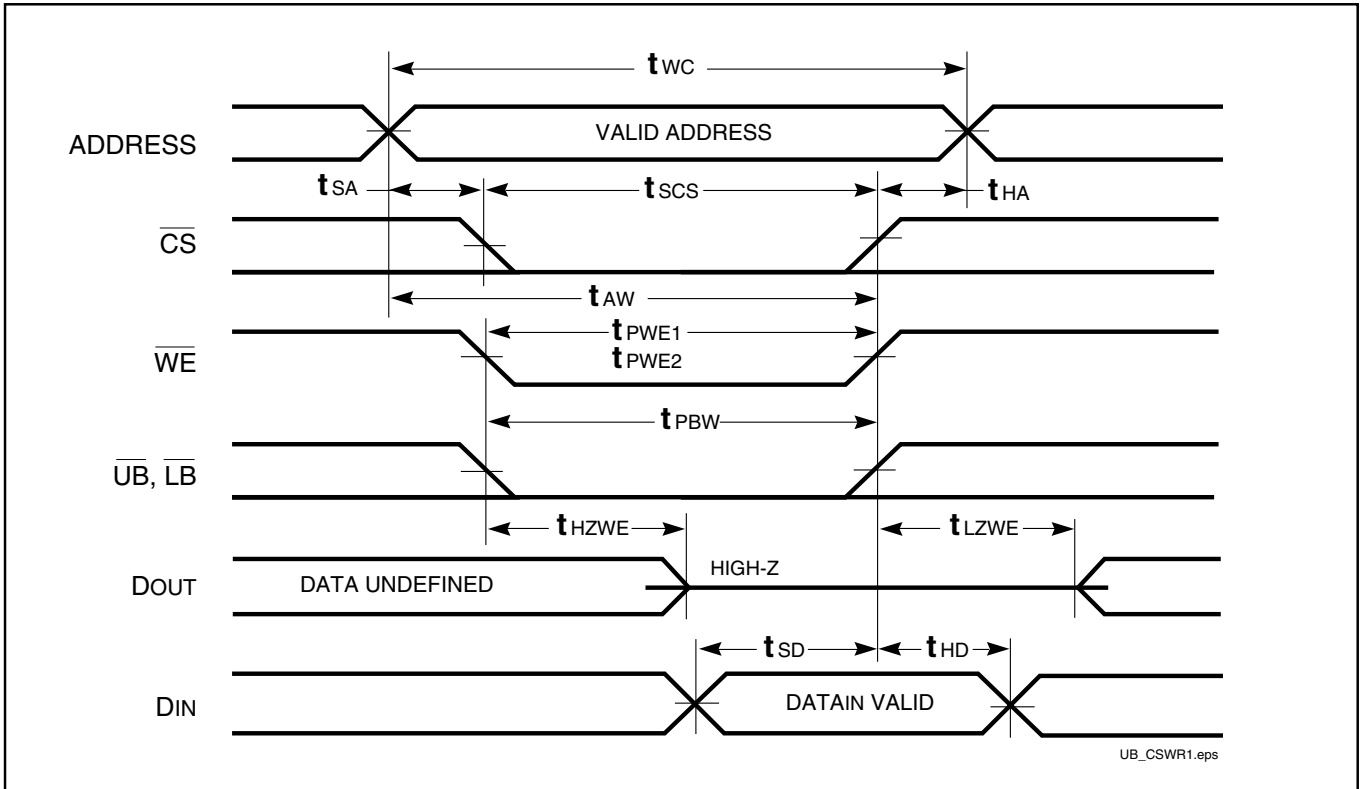 tWC
ADDRESS
VALID ADDRESS
tSA
tSCS
tHA
CS
tAW
WE
tPWE1
tPWE2
tPBW
UB, LB
tHZWE
tLZWE
DOUT
DATA UNDEFINED
HIGH-Z
tSD
tHD
DIN
DATAIN VALID
UB_CSWR1.eps